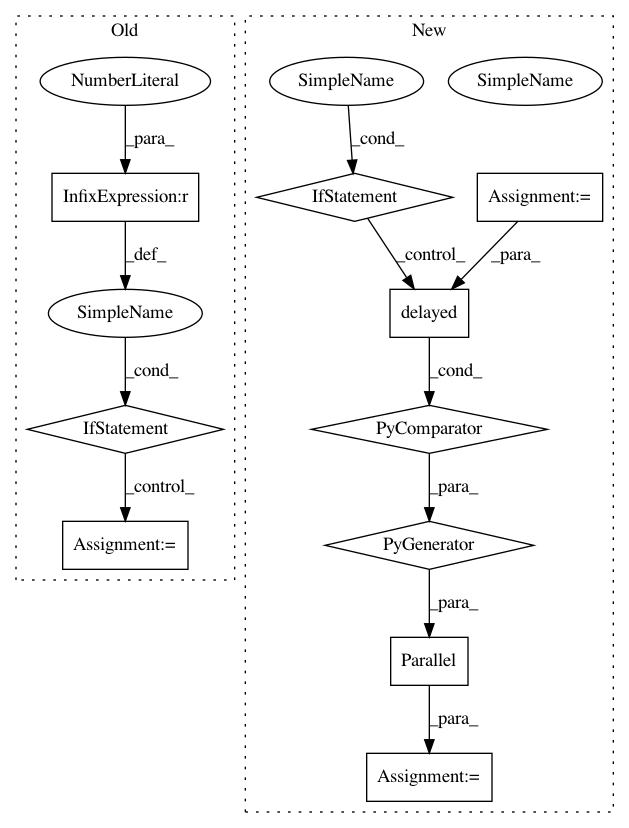 Old
New
NumberLiteral
SimpleName
SimpleName
_para_
_cond_
InfixExpression:r
IfStatement
Assignment:=
_def_
_control_
_para_
SimpleName
delayed
_cond_
_cond_
IfStatement
PyComparator
_control_
_para_
Assignment:=
PyGenerator
_para_
Parallel
_para_
Assignment:=